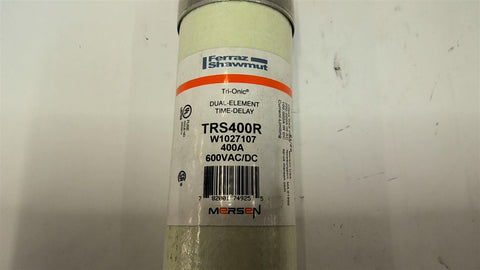 Ferraz
Shawmut
Tri-Onic®
DUAL-ELEMENT
TIME-DELAY
TRS400R
W1027107
400A
600VAC/DC
MERSEN